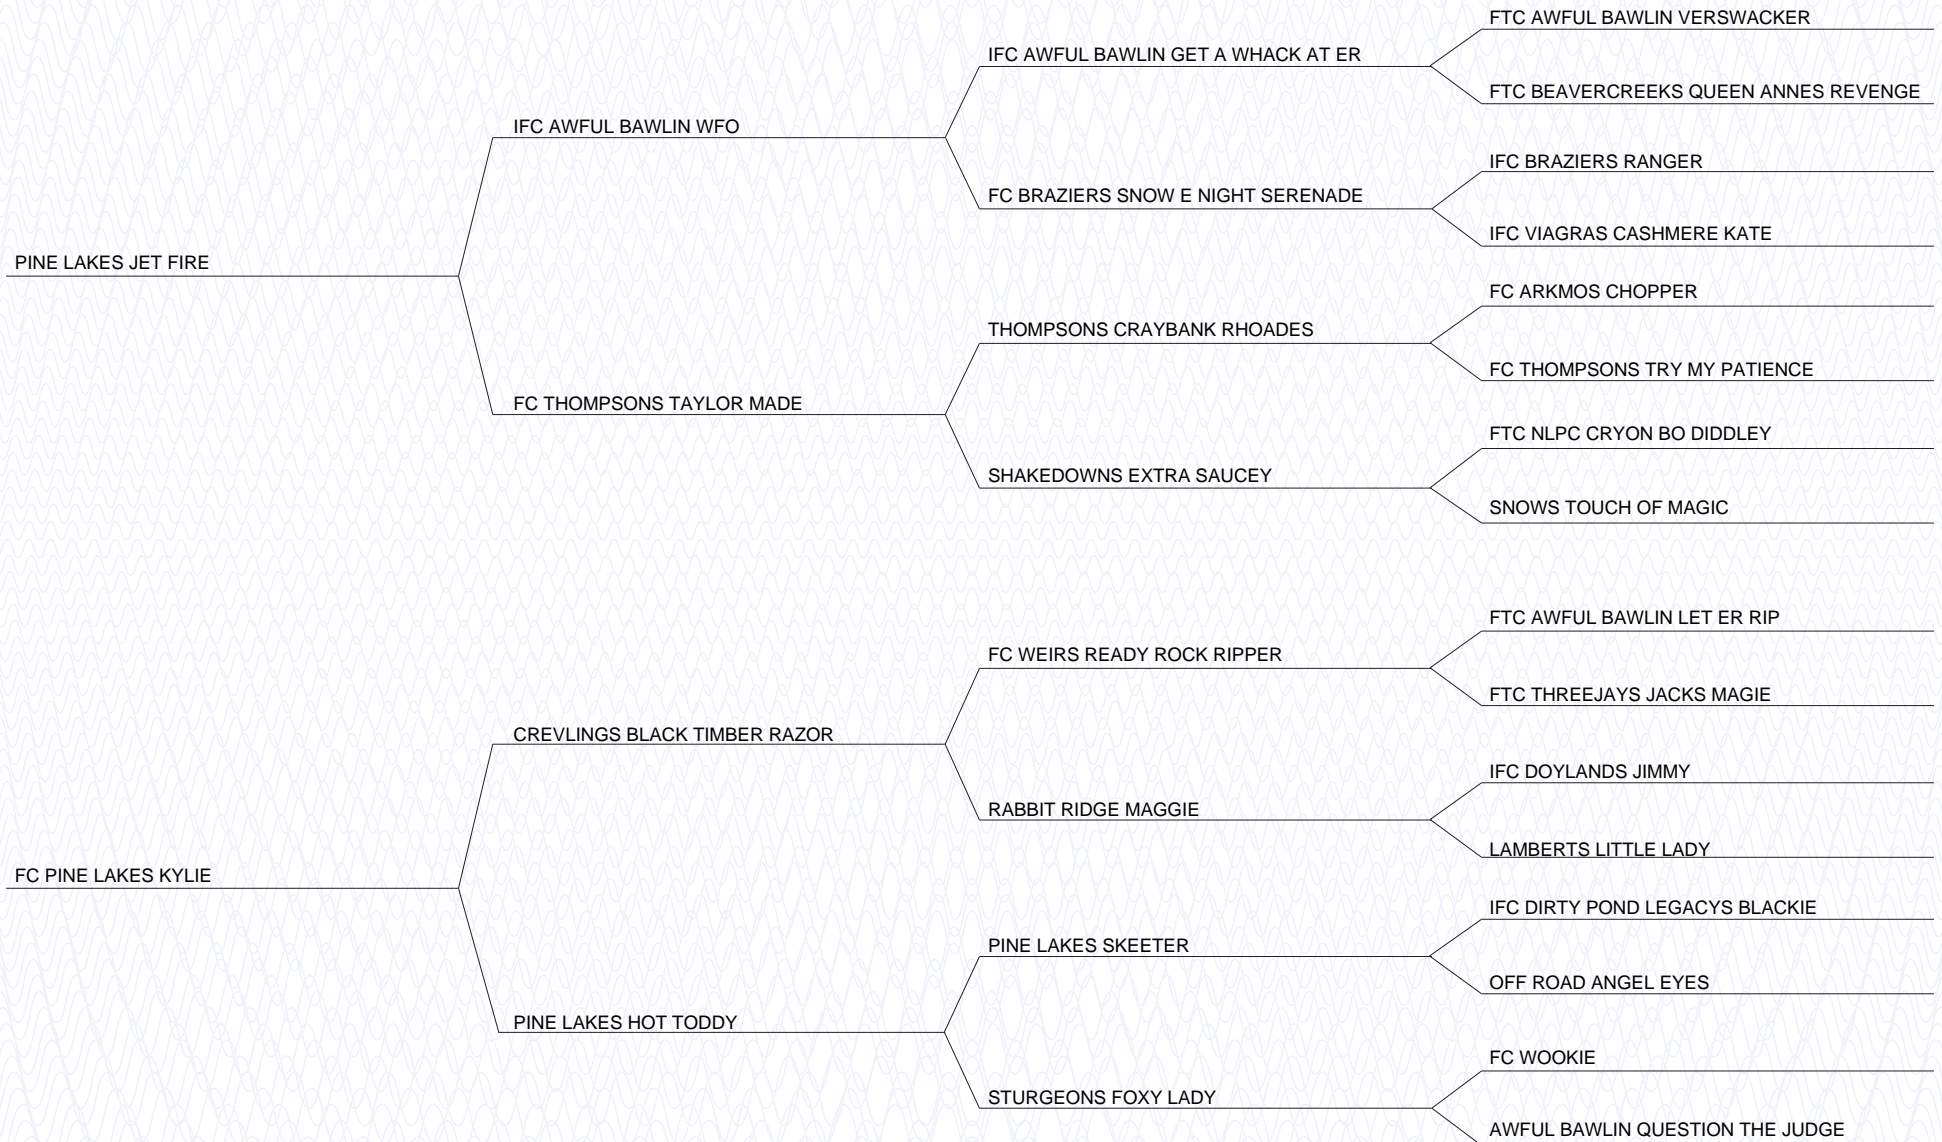 FTC AWFUL BAWLIN VERSWACKER
IFC AWFUL BAWLIN GET A WHACK AT ER
FTC BEAVERCREEKS QUEEN ANNES REVENGE
IFC AWFUL BAWLIN WFO
IFC BRAZIERS RANGER
FC BRAZIERS SNOW E NIGHT SERENADE
IFC VIAGRAS CASHMERE KATE
PINE LAKES JET FIRE
FC ARKMOS CHOPPER
THOMPSONS CRAYBANK RHOADES
FC THOMPSONS TRY MY PATIENCE
FC THOMPSONS TAYLOR MADE
FTC NLPC CRYON BO DIDDLEY
SHAKEDOWNS EXTRA SAUCEY
SNOWS TOUCH OF MAGIC
FTC AWFUL BAWLIN LET ER RIP
FC WEIRS READY ROCK RIPPER
FTC THREEJAYS JACKS MAGIE
CREVLINGS BLACK TIMBER RAZOR
IFC DOYLANDS JIMMY
RABBIT RIDGE MAGGIE
LAMBERTS LITTLE LADY
FC PINE LAKES KYLIE
IFC DIRTY POND LEGACYS BLACKIE
PINE LAKES SKEETER
OFF ROAD ANGEL EYES
PINE LAKES HOT TODDY
FC WOOKIE
STURGEONS FOXY LADY
AWFUL BAWLIN QUESTION THE JUDGE